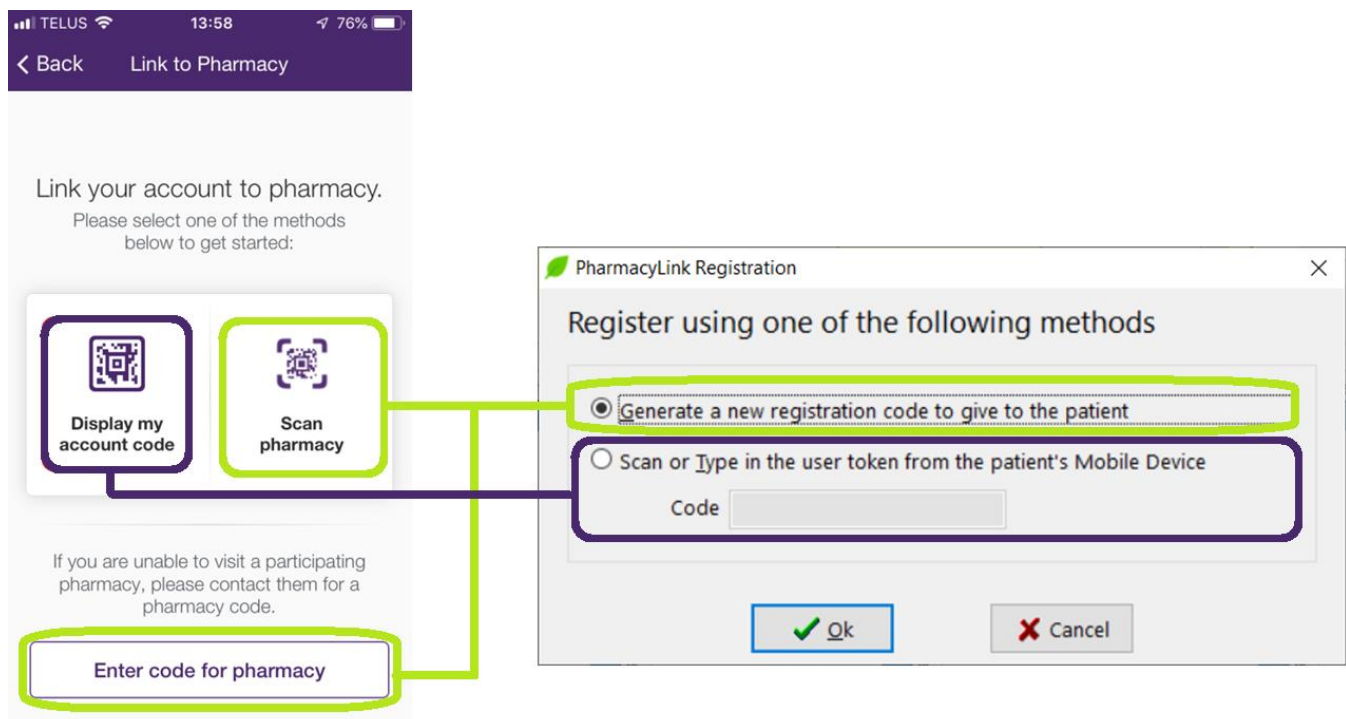 TELUS 13:58 76%
Back Link to Pharmacy
Link your account to pharmacy.
Please select one of the methods
below to get started:
Display my
account code
Scan
pharmacy
If you are unable to visit a participating
pharmacy, please contact them for a
pharmacy code.
Enter code for pharmacy
PharmacyLink Registration
Register using one of the following methods
Generate a new registration code to give to the patient
Scan or Type in the user token from the patient's Mobile Device
Code
Ok
Cancel